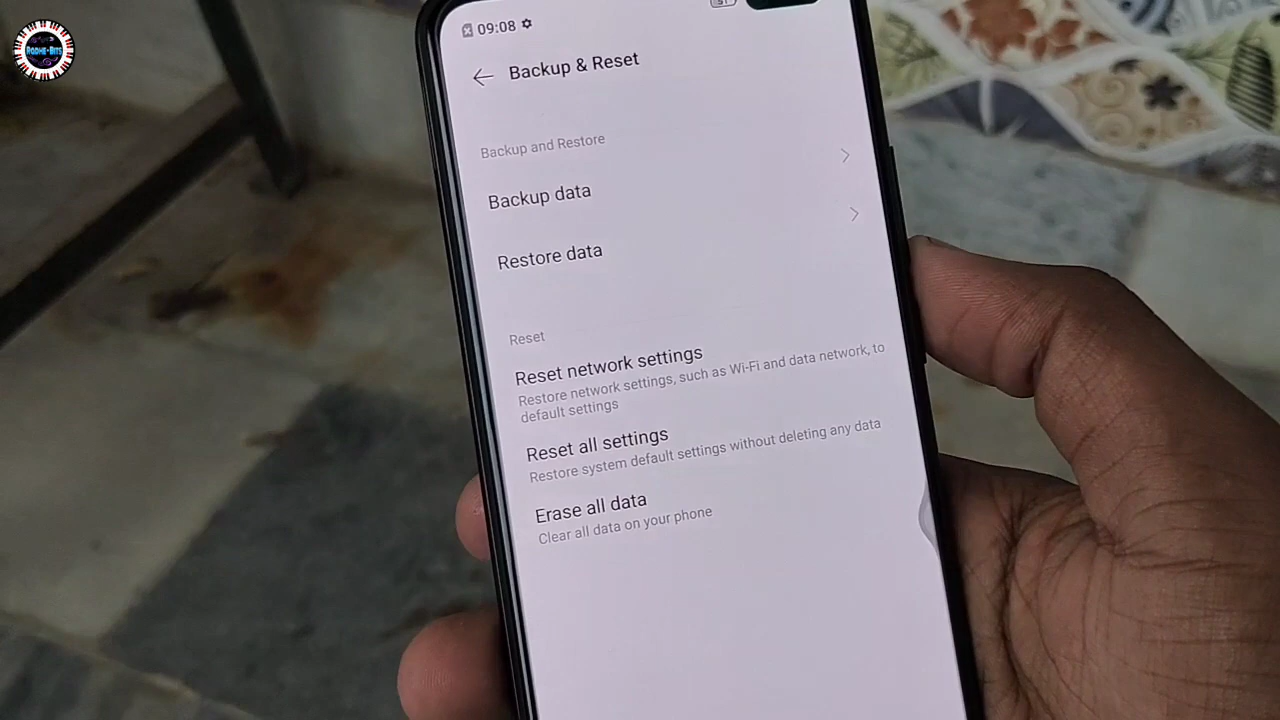 RODHE-BITS
09:08
Backup & Reset
Backup and Restore
Backup data
Restore data
Reset
Reset network settings
Restore network settings, such as Wi-Fi and data network, to
default settings
Reset all settings
Restore system default settings without deleting any data
Erase all data
Clear all data on your phone